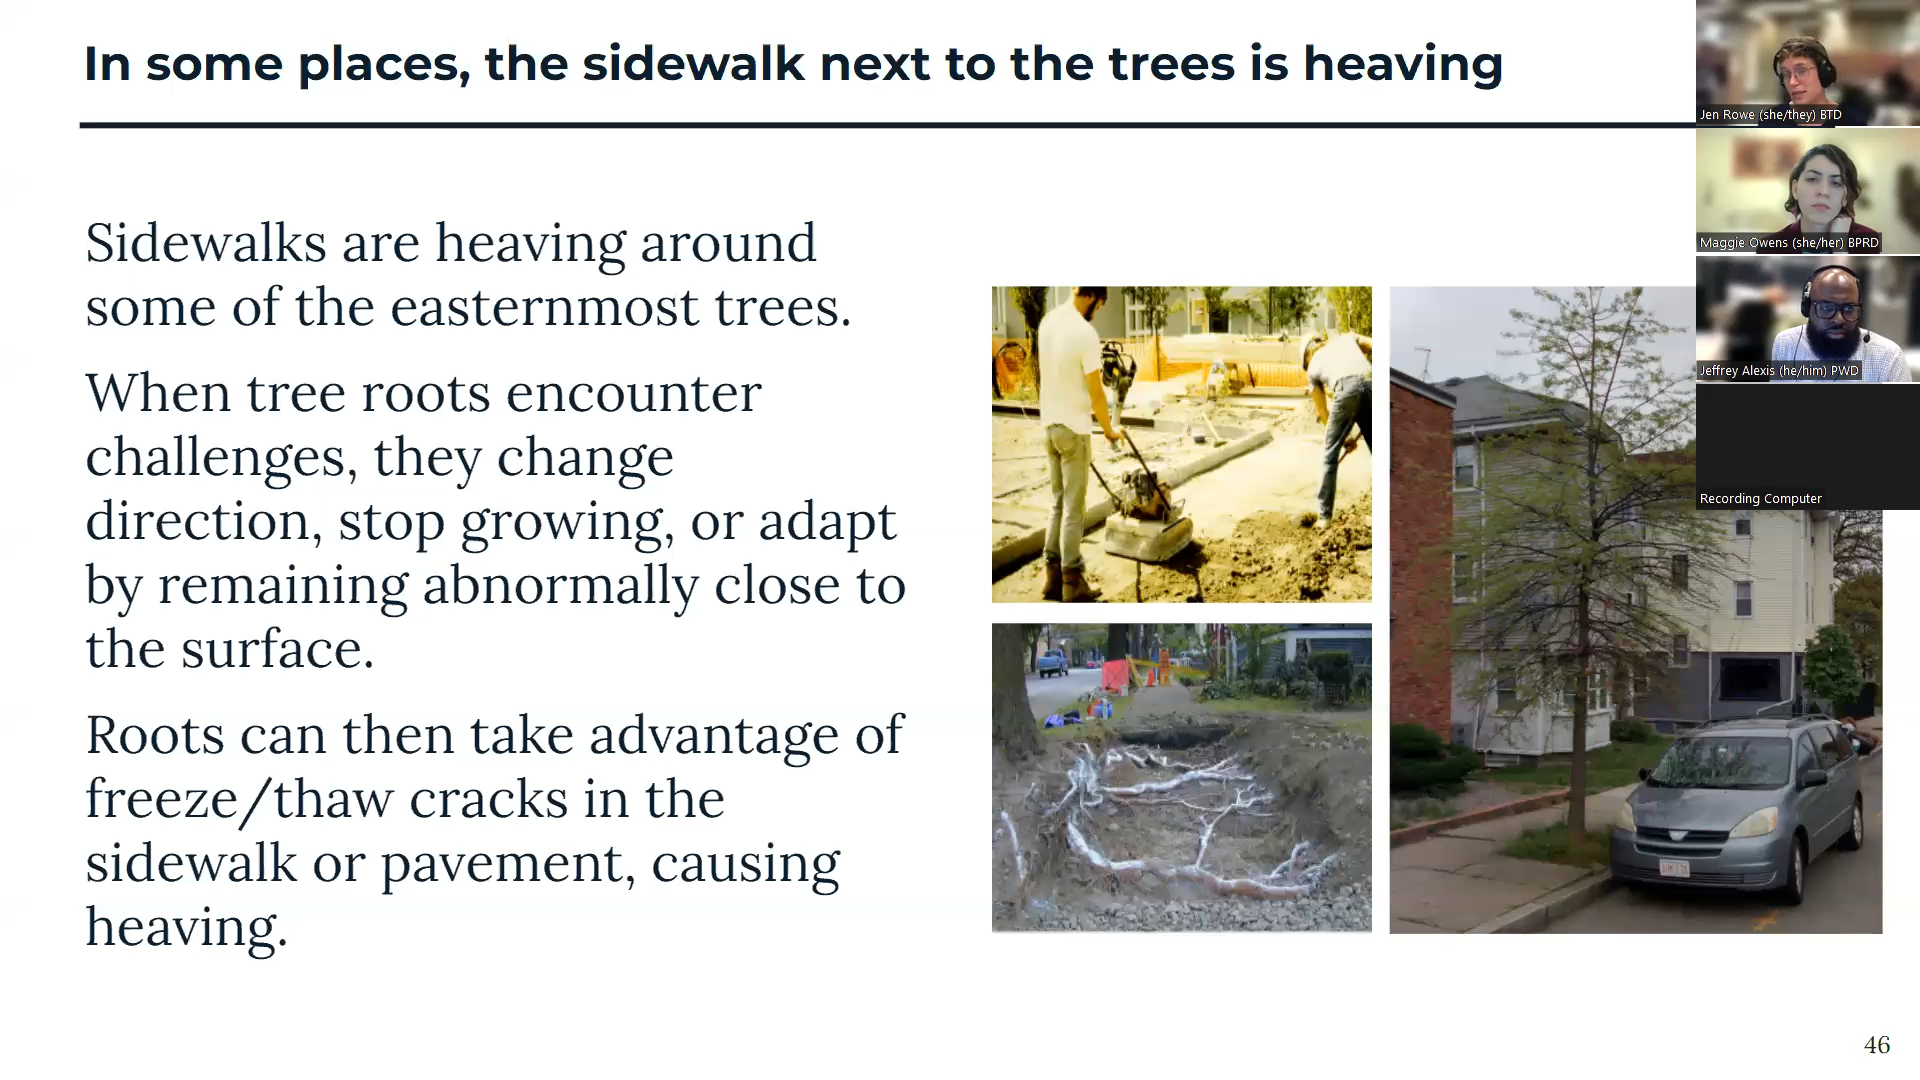 In some places, the sidewalk next to the trees is heaving
Jen Rowe (she/they) BTD
Maggie Owens (she/her) BPRD
Jeffrey Alexis (he/him) PWD
Recording Computer
Sidewalks are heaving around
some of the easternmost trees.
When tree roots encounter
challenges, they change
direction, stop growing, or adapt
by remaining abnormally close to
the surface.
Roots can then take advantage of
freeze/thaw cracks in the
sidewalk or pavement, causing
heaving.
46